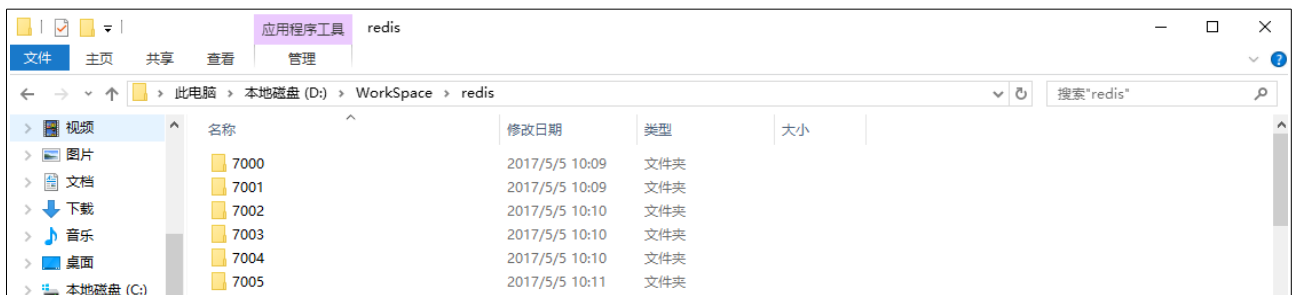 应用程序工具 redis
文件 主页 共享 查看 管理
此电脑 › 本地磁盘 (D:) › WorkSpace › redis 搜索"redis"
视频 名称 修改日期 类型 大小
图片 7000 2017/5/5 10:09 文件夹
文档 7001 2017/5/5 10:09 文件夹
下载 7002 2017/5/5 10:10 文件夹
音乐 7003 2017/5/5 10:10 文件夹
桌面 7004 2017/5/5 10:10 文件夹
本地磁盘 (C:) 7005 2017/5/5 10:11 文件夹